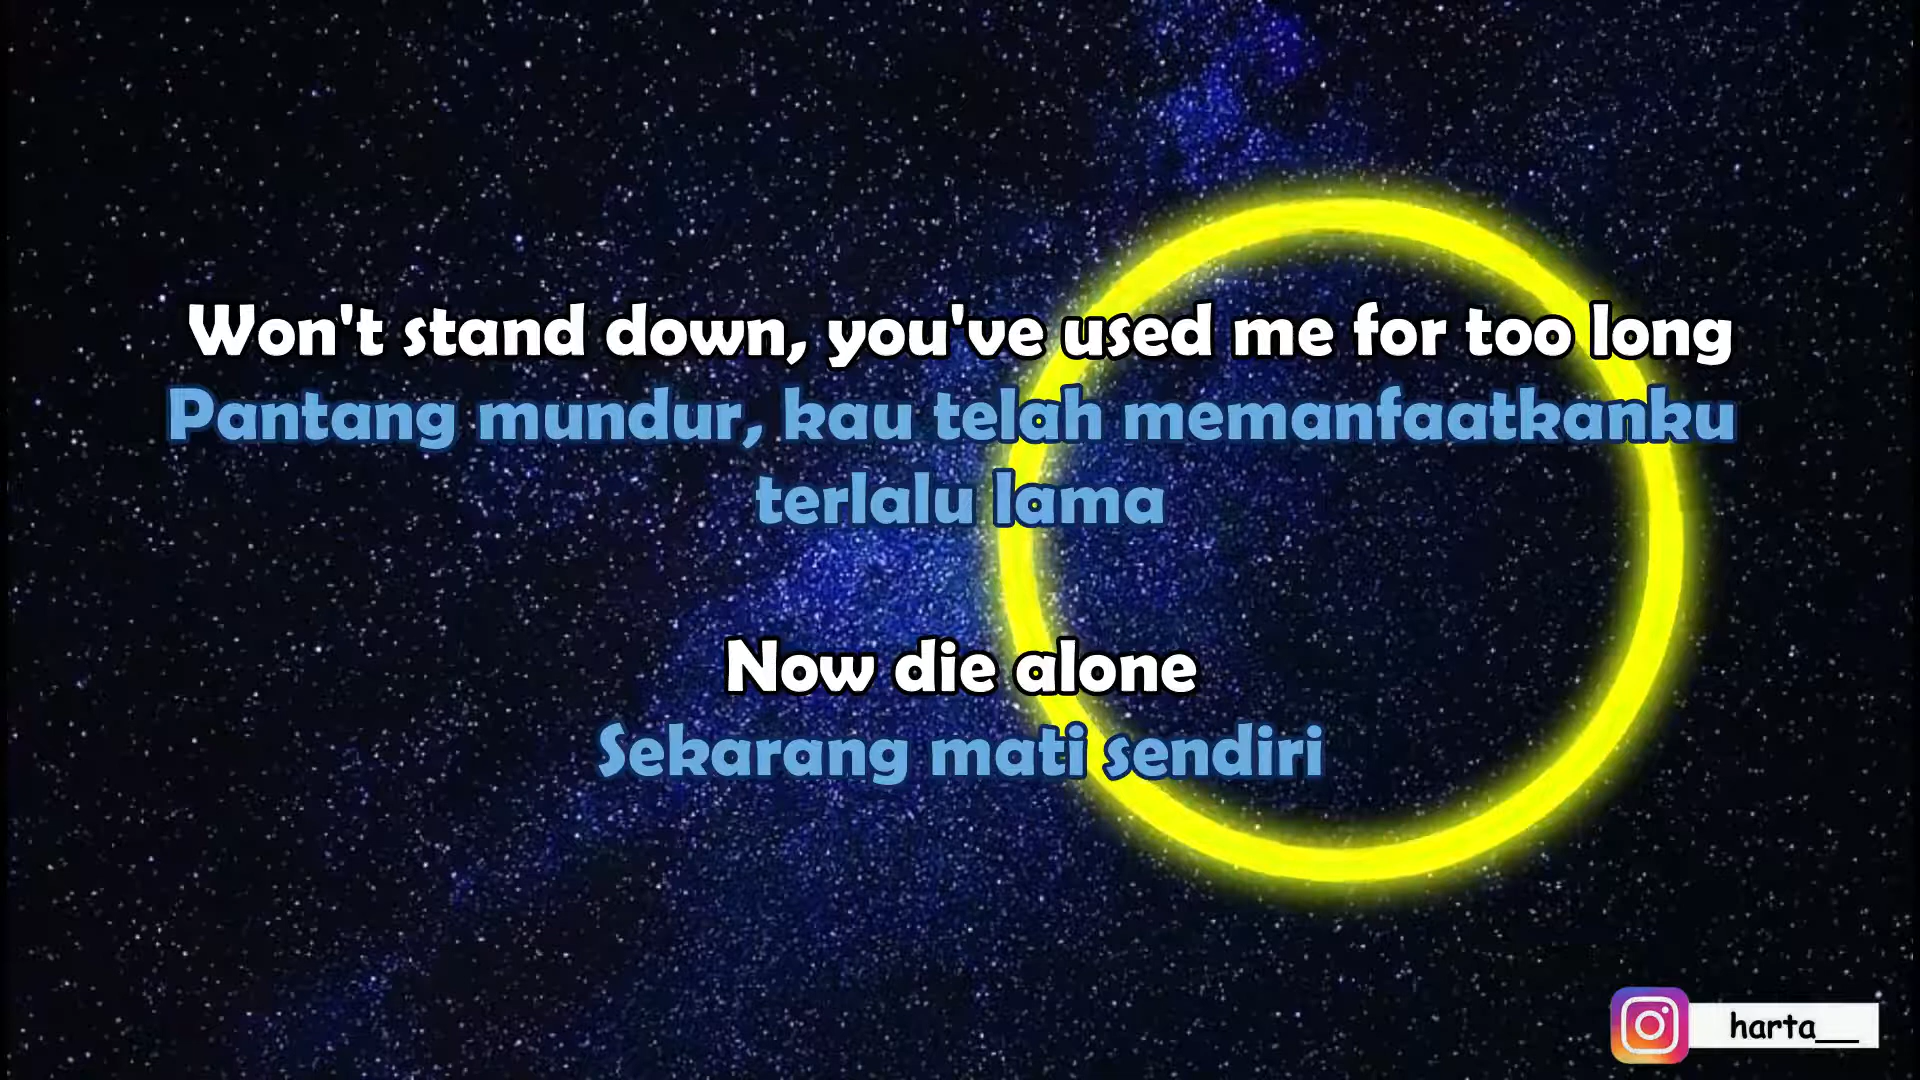 Won't stand down, you've used me for too long
Pantang mundur, kau telah memanfaatkanku
terlalu lama
Now die alone
Sekarang mati sendiri
harta__